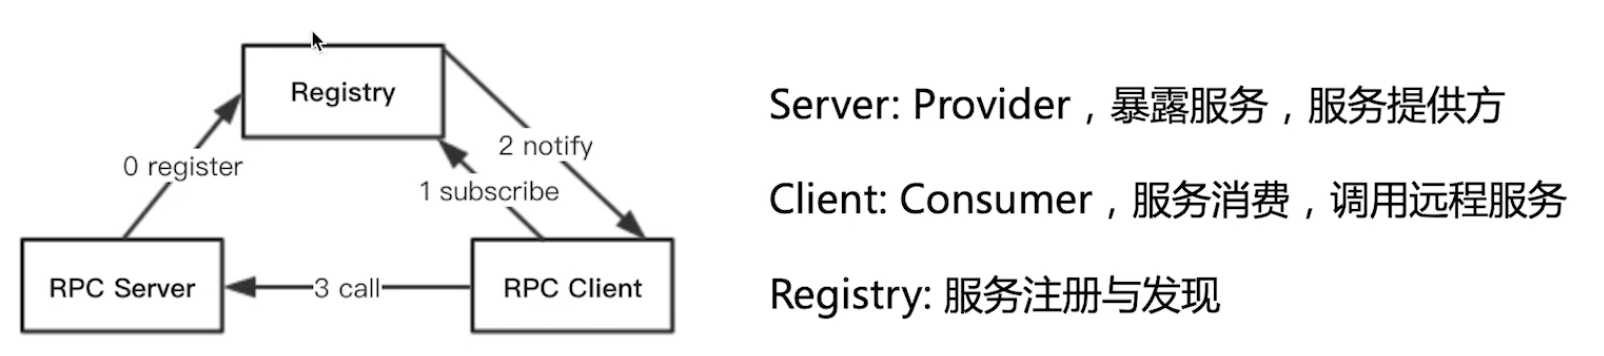 Registry
2 notify
0 register
1 subscribe
RPC Server
3 call
RPC Client
Server: Provider，暴露服务，服务提供方
Client: Consumer，服务消费，调用远程服务
Registry: 服务注册与发现